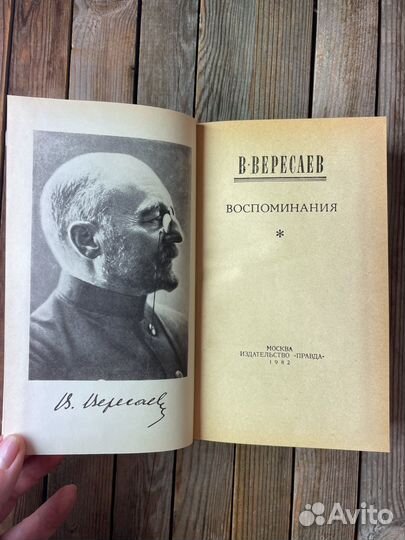 В. Вересаев
В·ВЕРЕСАЕВ
ВОСПОМИНАНИЯ
*
МОСКВА
ИЗДАТЕЛЬСТВО «ПРАВДА»
1982
Avito